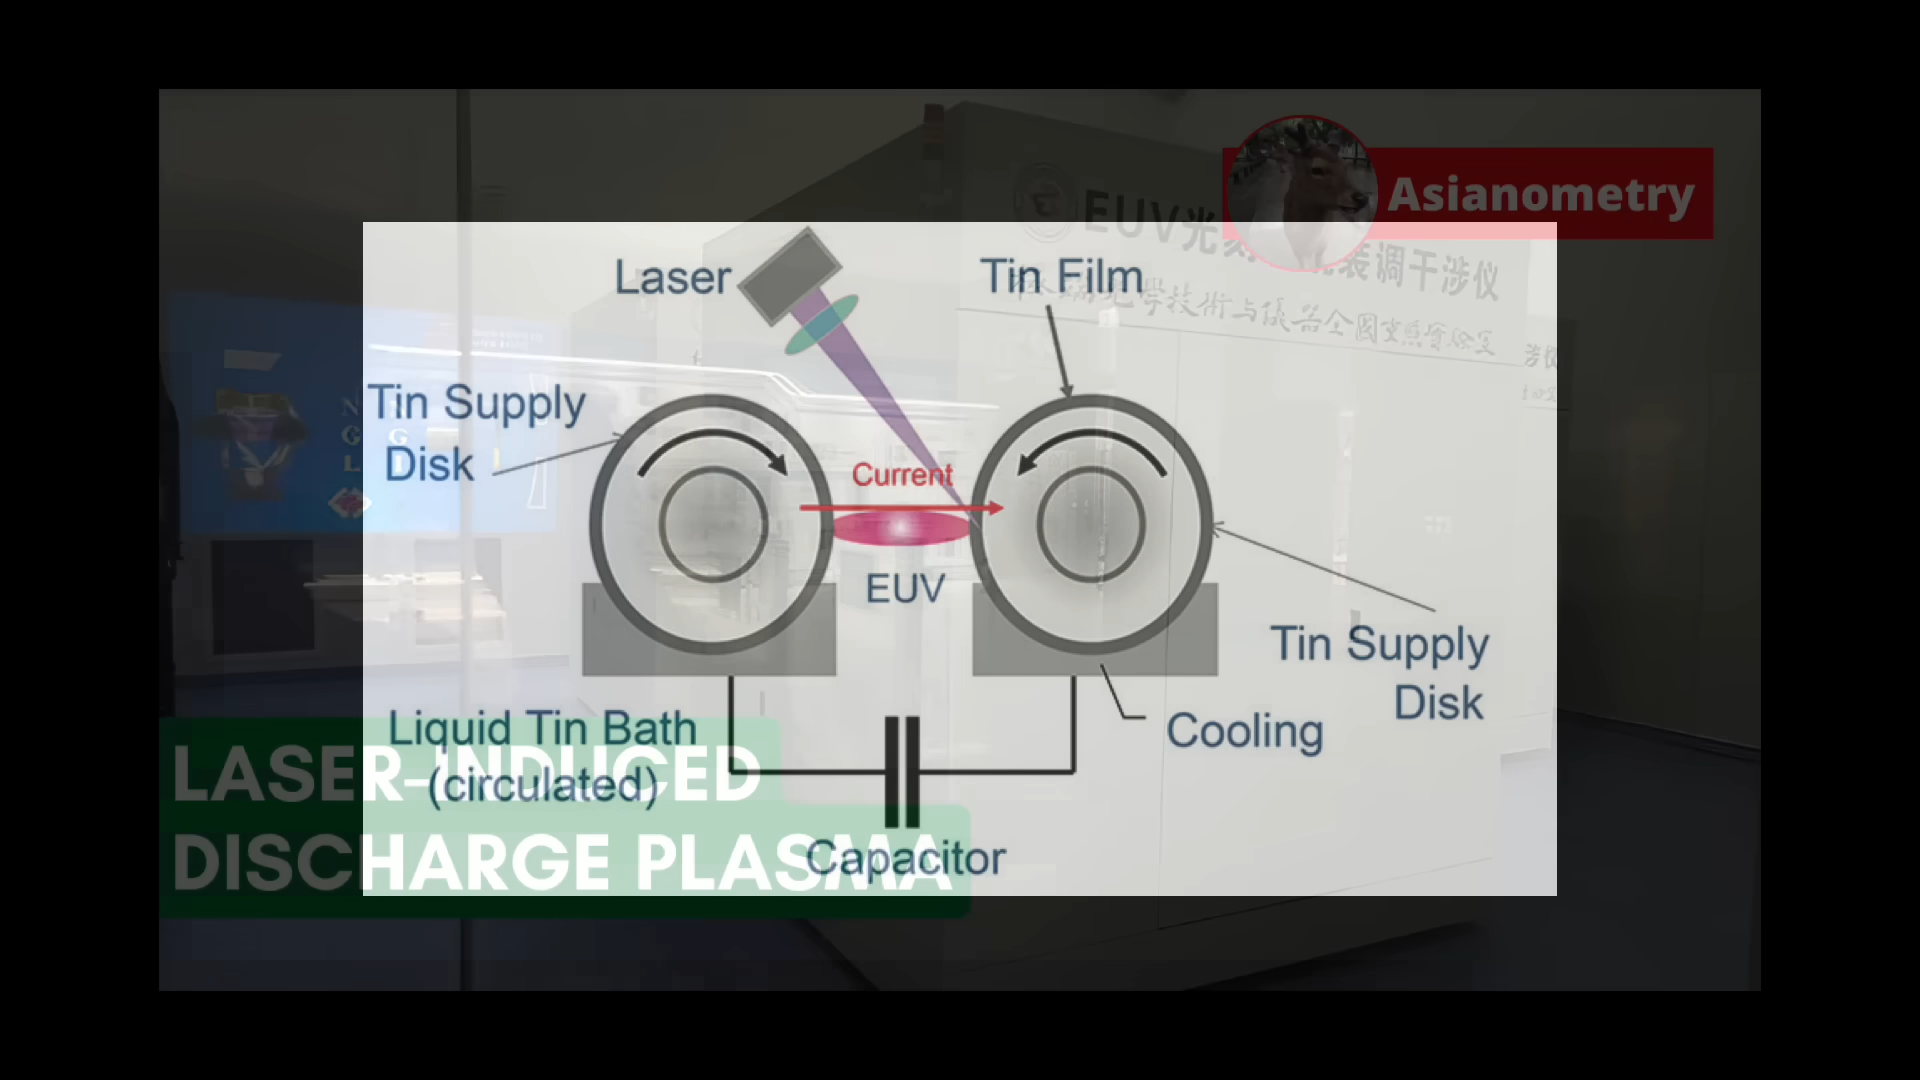 Asianometry
EUV光
装调干涉仪
Laser
Tin Film
Tin Supply
Disk
Current
EUV
Tin Supply
Disk
Cooling
Liquid Tin Bath
(circulated)
Capacitor
LASER-INDUCED
DISCHARGE PLASMA